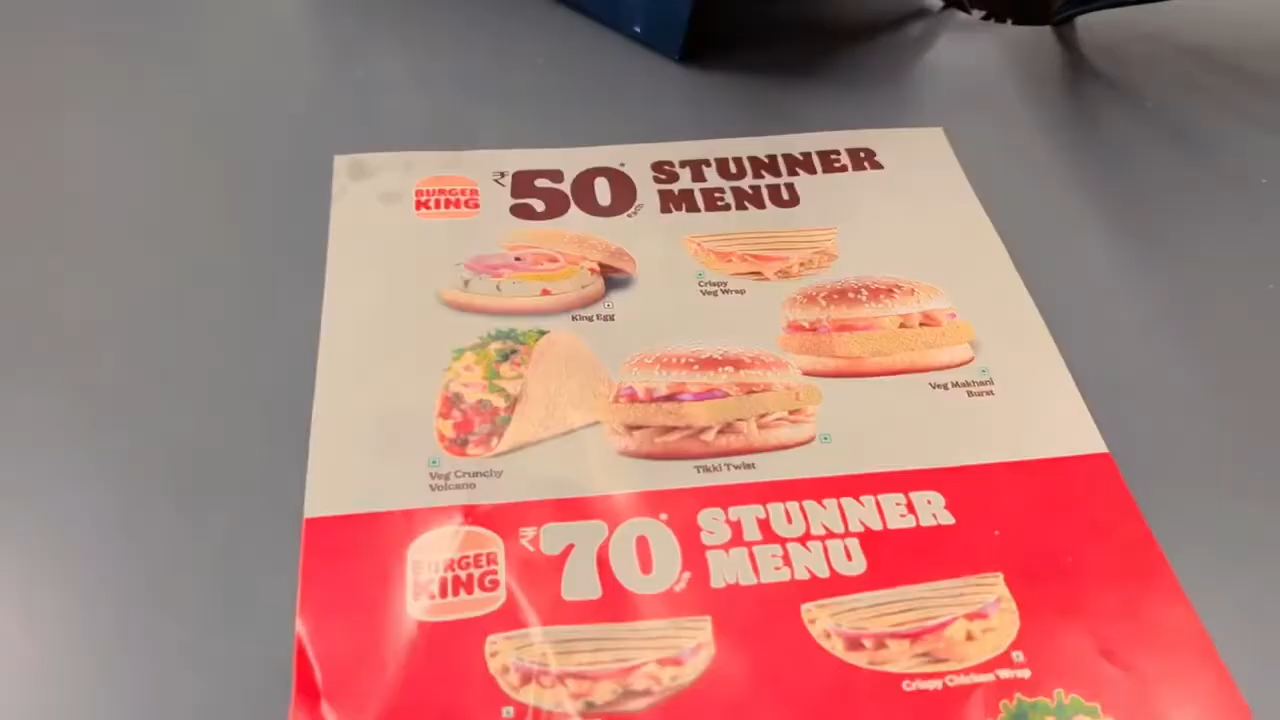 BURGER
KING
₹50* each
STUNNER
MENU
King Egg
Crispy
Veg Wrap
Veg Makhani
Burst
Veg Crunchy
Volcano
Tikki Twist
BURGER
KING
₹70*
STUNNER
MENU
Crispy Chicken Wrap